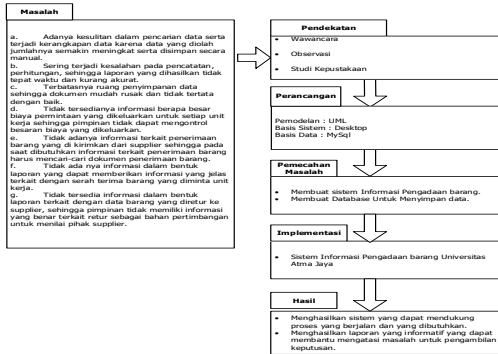 Masalah
a. Adanya kesulitan dalam pencarian data serta
terjadi kerangkapan data karena data yang diolah
jumlahnya semakin meningkat serta disimpan secara
manual.
b. Sering terjadi kesalahan pada pencatatan,
perhitungan, sehingga laporan yang dihasilkan tidak
tepat waktu dan kurang akurat.
c. Terbatasnya ruang penyimpanan data
sehingga dokumen mudah rusak dan tidak tertata
dengan baik.
d. Tidak tersedianya informasi berapa besar
biaya permintaan yang dikeluarkan untuk setiap unit
kerja sehingga pimpinan tidak dapat mengontrol
besaran biaya yang dikeluarkan.
e. Tidak adanya informasi terkait penerimaan
barang yang di kirimkan dari supplier sehingga pada
saat dibutuhkan informasi terkait penerimaan barang
harus mencari-cari dokumen penerimaan barang.
f. Tidak ada nya informasi dalam bentuk
laporan yang dapat memberikan informasi yang jelas
terkait dengan serah terima barang yang diminta unit
kerja.
g. Tidak tersedia informasi dalam bentuk
laporan terkait dengan data barang yang diretur ke
supplier, sehingga pimpinan tidak memiliki informasi
yang benar terkait retur sebagai bahan pertimbangan
untuk menilai pihak supplier.
Pendekatan
• Wawancara
• Observasi
• Studi Kepustakaan
Perancangan
Pemodelan : UML
Basis Sistem : Desktop
Basis Data : MySql
Pemecahan
Masalah
• Membuat sistem Informasi Pengadaan barang.
• Membuat Database Untuk Menyimpan data.
Implementasi
• Sistem Informasi Pengadaan barang Universitas
Atma Jaya
Hasil
• Menghasilkan sistem yang dapat mendukung
proses yang berjalan dan yang dibutuhkan.
• Menghasilkan laporan yang informatif yang dapat
membantu mengatasi masalah untuk pengambilan
keputusan.